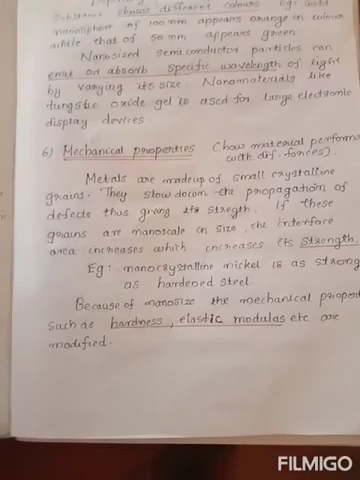 substance shows different colours. Eg: Gold
nanosphere of 100 nm appears orange in colour
while that of 50 nm appears green
Nanosized semiconductor particles can
emit or absorb specific wavelength of light
by varying its size. Nanomaterials like
tungstic oxide gel is used for large electronic
display devices
6) Mechanical properties (how material performs
with dif. forces).
Metals are made up of small crystalline
grains. They slow down the propagation of
defects thus giving its stregth. If these
grains are nanoscale in size, the interface
area increases which increases its strength.
Eg: nanocrystalline nickel is as strong
as hardened steel.
Because of nanosize the mechanical propert
such as hardness, elastic modulas etc are
modified.
FILMIGO